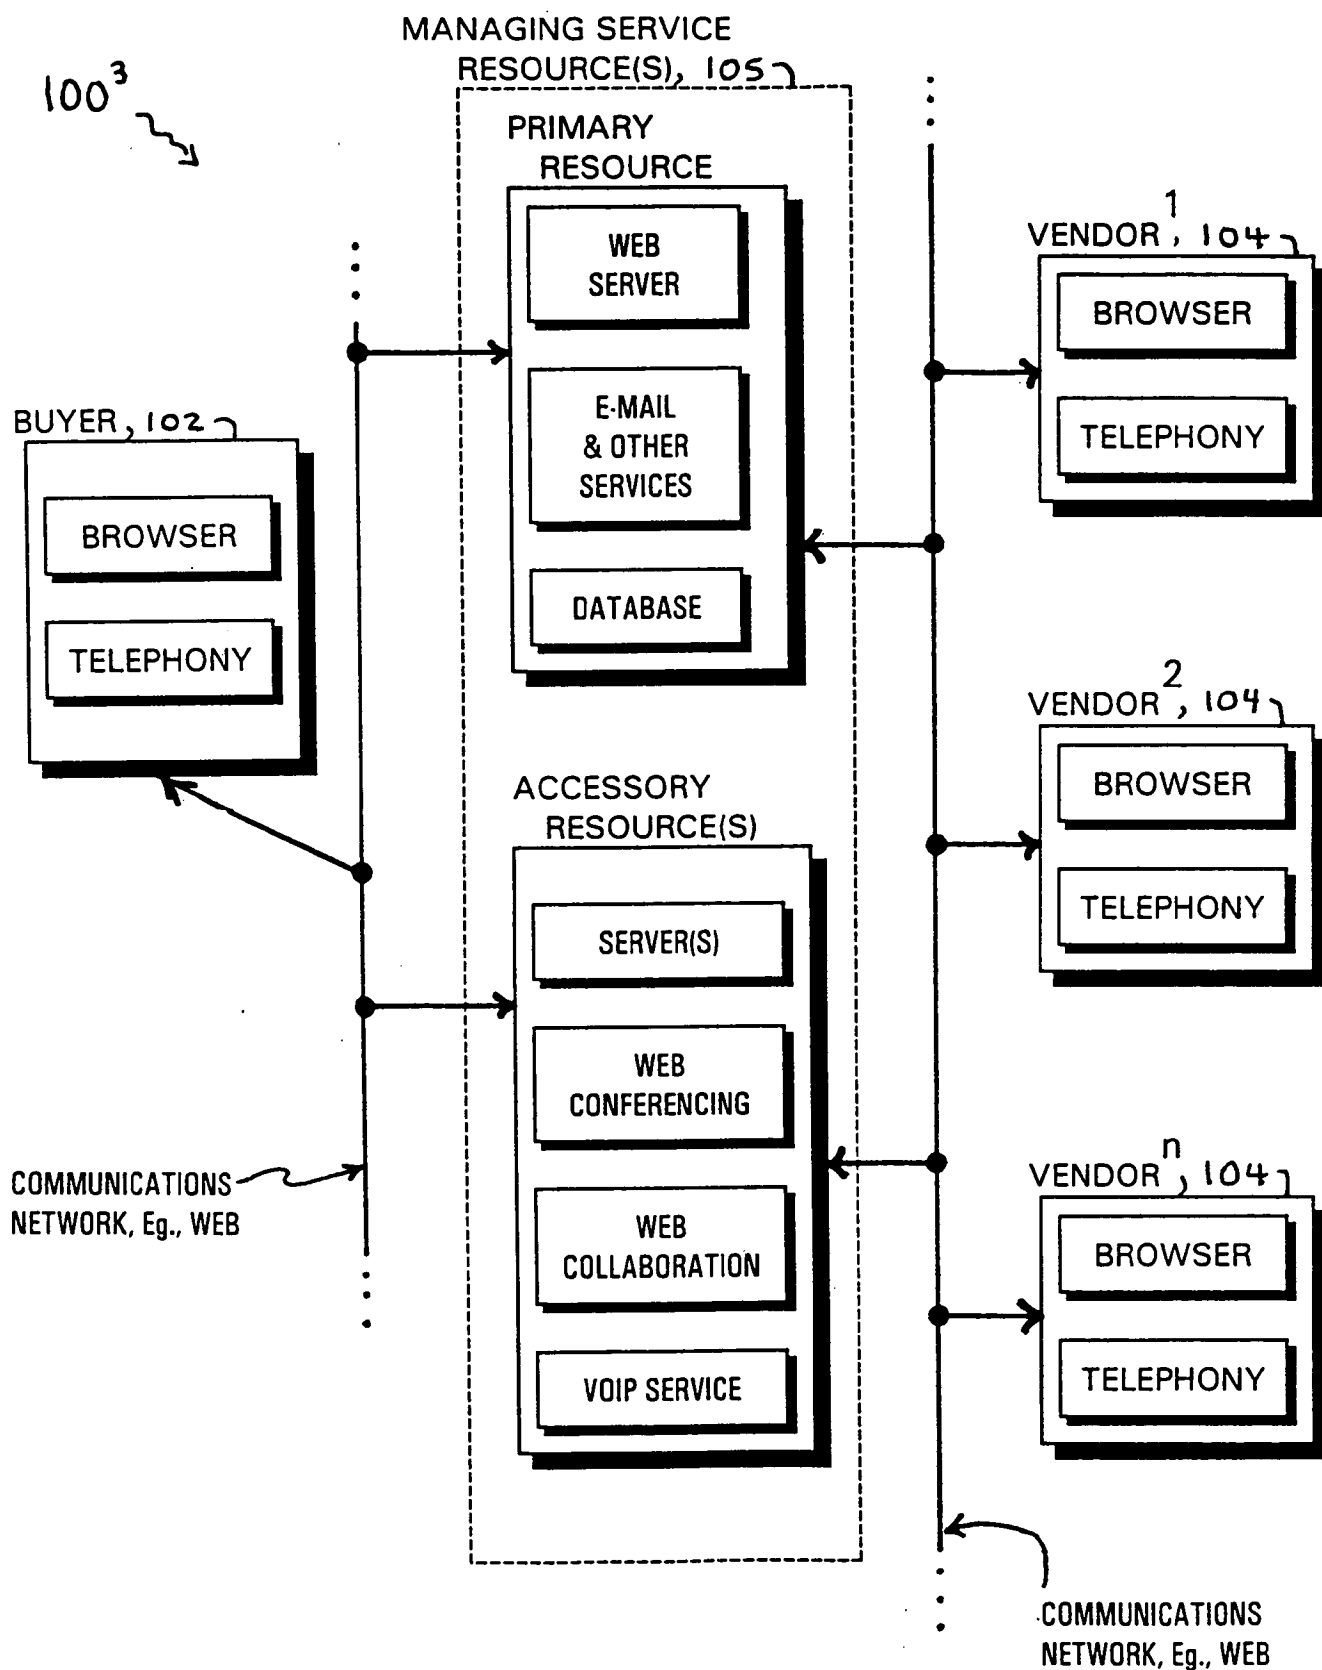 MANAGING SERVICE
RESOURCE(S), 105
100³
PRIMARY
RESOURCE
WEB
SERVER
E-MAIL
& OTHER
SERVICES
DATABASE
BUYER, 102
BROWSER
TELEPHONY
ACCESSORY
RESOURCE(S)
SERVER(S)
WEB
CONFERENCING
WEB
COLLABORATION
VOIP SERVICE
COMMUNICATIONS
NETWORK, Eg., WEB
VENDOR¹, 104
BROWSER
TELEPHONY
VENDOR², 104
BROWSER
TELEPHONY
VENDORⁿ, 104
BROWSER
TELEPHONY
COMMUNICATIONS
NETWORK, Eg., WEB